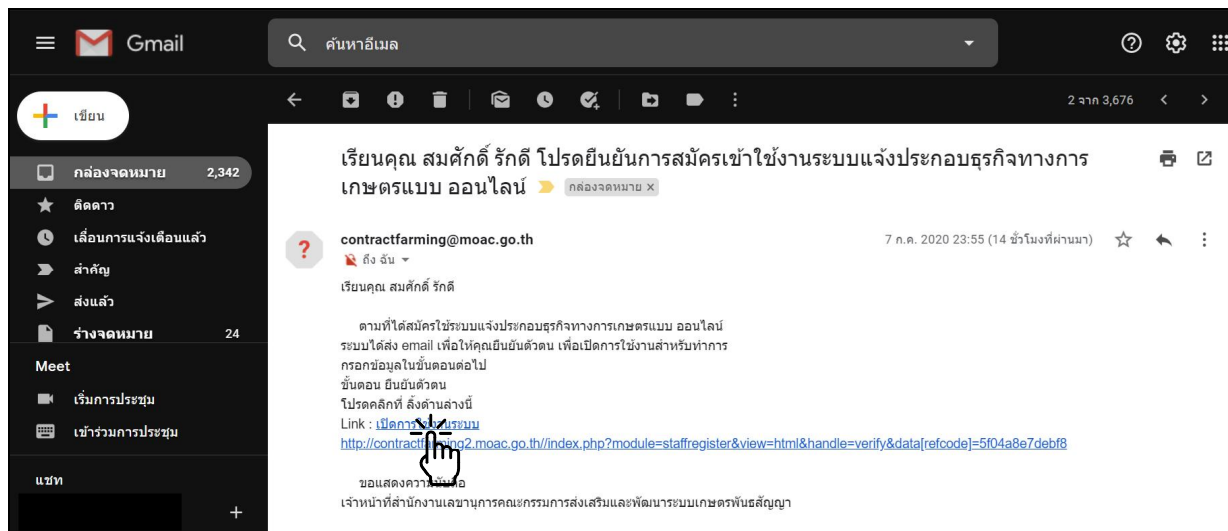 Gmail
ค้นหาอีเมล
เขียน
2 จาก 3,676
กล่องจดหมาย 2,342
ติดดาว
เลื่อนการแจ้งเตือนแล้ว
สำคัญ
ส่งแล้ว
ร่างจดหมาย 24
Meet
เริ่มการประชุม
เข้าร่วมการประชุม
แชท
เรียนคุณ สมศักดิ์ รักดี โปรดยืนยันการสมัครเข้าใช้งานระบบแจ้งประกอบธุรกิจทางการ
เกษตรแบบ ออนไลน์ กล่องจดหมาย x
contractfarming@moac.go.th 7 ก.ค. 2020 23:55 (14 ชั่วโมงที่ผ่านมา)
ถึง ฉัน
เรียนคุณ สมศักดิ์ รักดี
ตามที่ได้สมัครใช้ระบบแจ้งประกอบธุรกิจทางการเกษตรแบบ ออนไลน์
ระบบได้ส่ง email เพื่อให้คุณยืนยันตัวตน เพื่อเปิดการใช้งานสำหรับทำการ
กรอกข้อมูลในขั้นตอนต่อไป
ขั้นตอน ยืนยันตัวตน
โปรดคลิกที่ ลิ้งด้านล่างนี้
Link : เปิดการใช้งานระบบ
http://contractfarming2.moac.go.th//index.php?module=staffregister&view=html&handle=verify&data[refcode]=5f04a8e7debf8
ขอแสดงความนับถือ
เจ้าหน้าที่สำนักงานเลขานุการคณะกรรมการส่งเสริมและพัฒนาระบบเกษตรพันธสัญญา